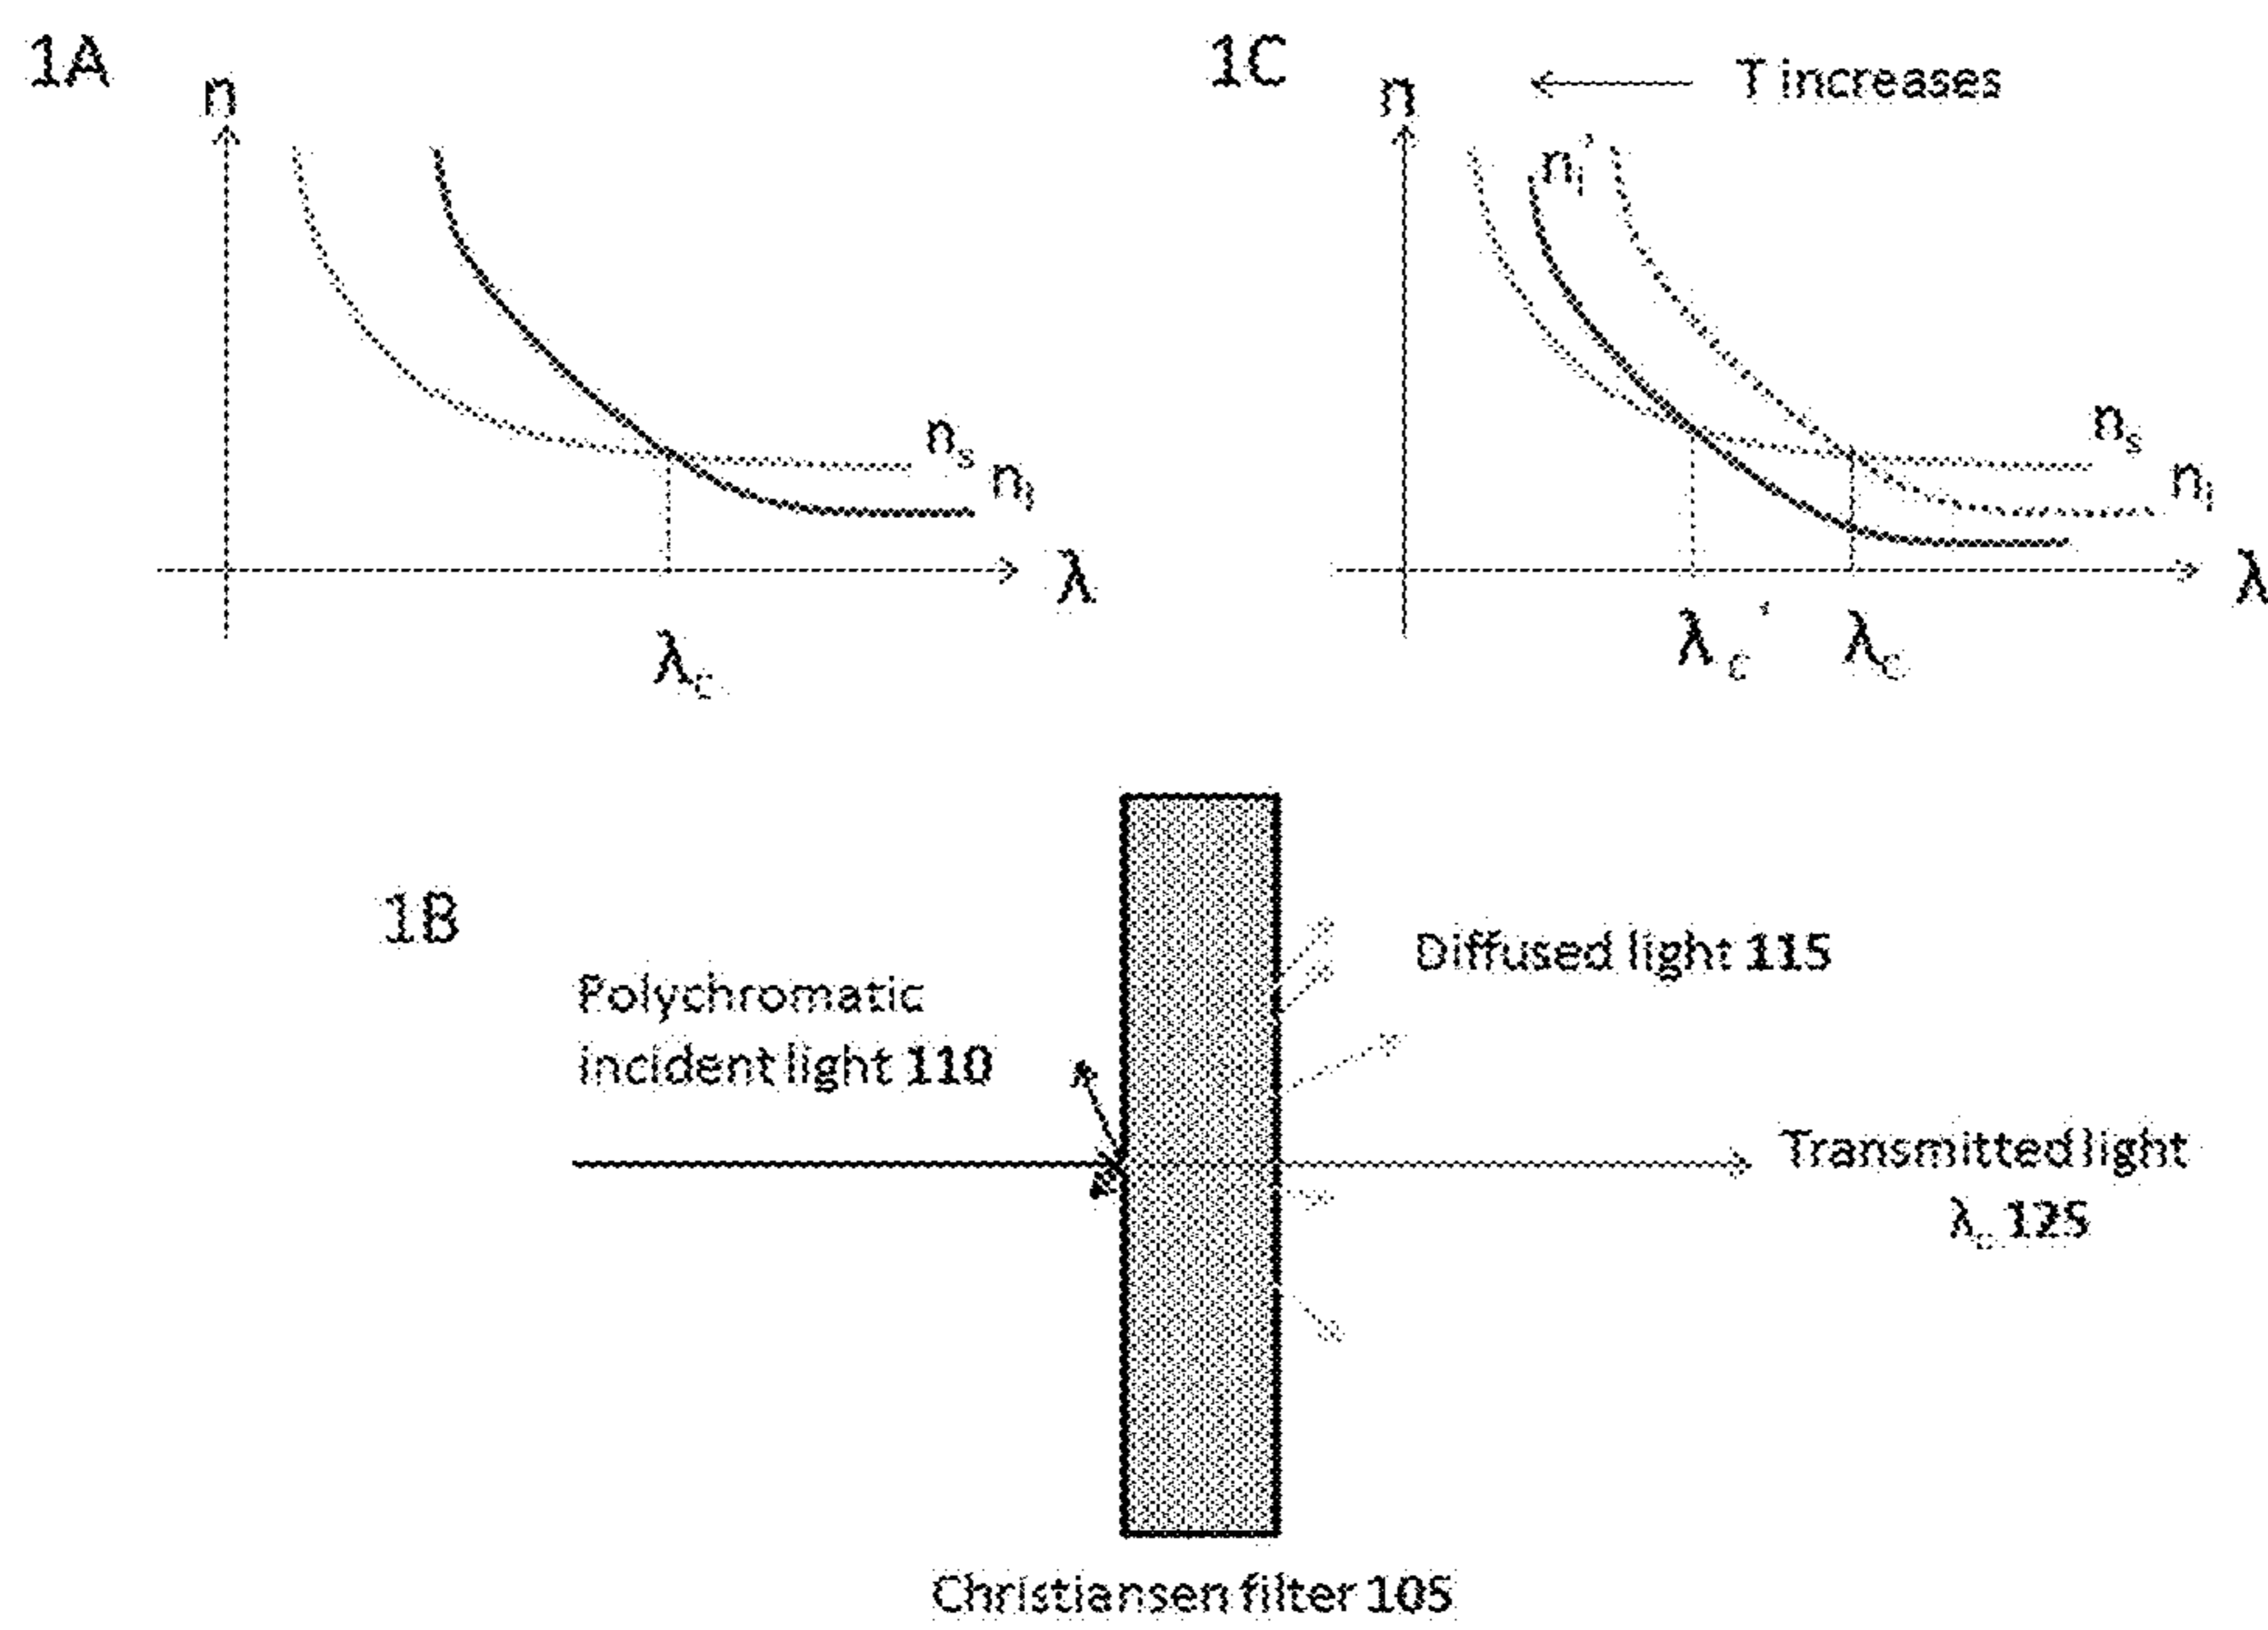 1A
n
n_s
n_l
λ
λ_c
1C
n
T increases
n_l'
n_s
n_l
λ
λ_c'
λ_c
1B
Polychromatic
incident light 110
Diffused light 115
Transmitted light
λ_c 125
Christiansen filter 105